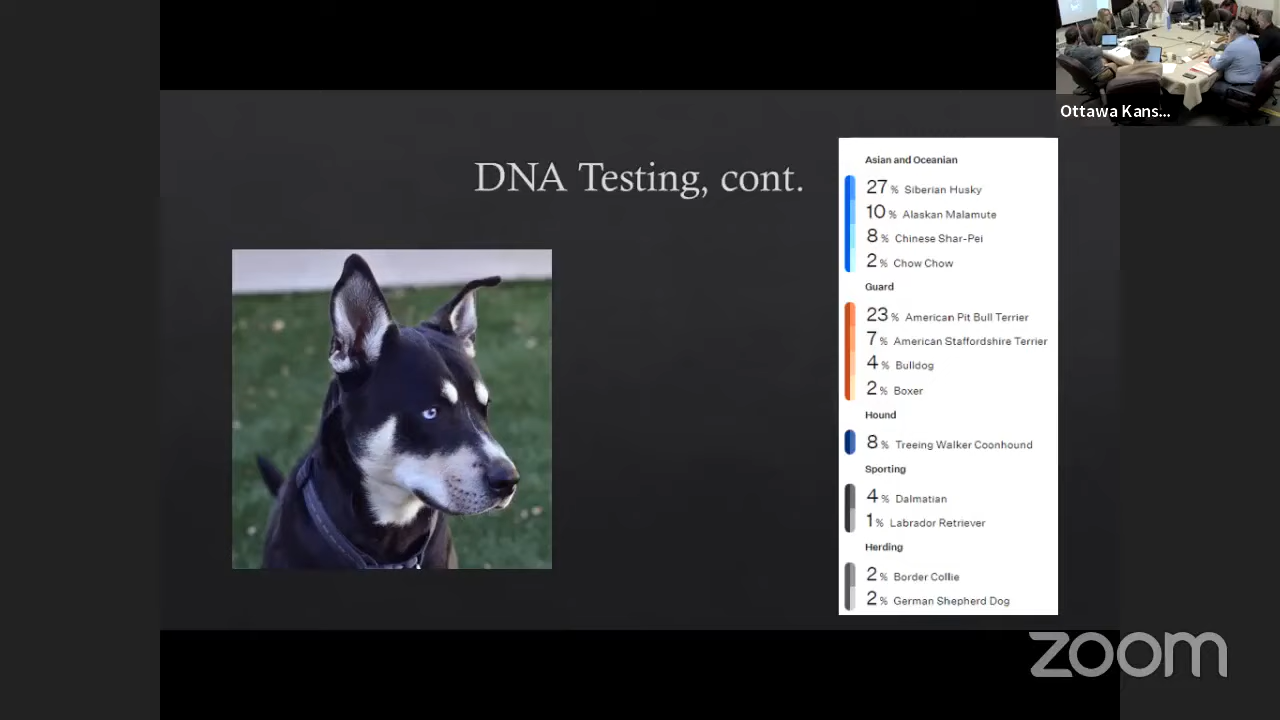 Ottawa Kans...
DNA Testing, cont.
Asian and Oceanian
27 % Siberian Husky
10 % Alaskan Malamute
8 % Chinese Shar-Pei
2 % Chow Chow
Guard
23 % American Pit Bull Terrier
7 % American Staffordshire Terrier
4 % Bulldog
2 % Boxer
Hound
8 % Treeing Walker Coonhound
Sporting
4 % Dalmatian
1 % Labrador Retriever
Herding
2 % Border Collie
2 % German Shepherd Dog
zoom